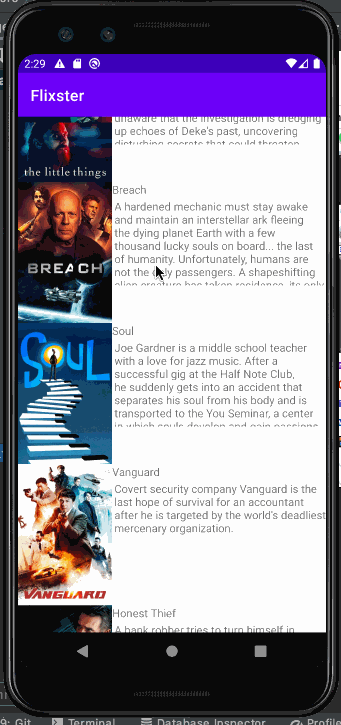 2:29
Flixster
unaware that the investigation is dredging
up echoes of Deke's past, uncovering
disturbing secrets that could threaten
the little things
Breach
A hardened mechanic must stay awake
and maintain an interstellar ark fleeing
the dying planet Earth with a few
thousand lucky souls on board... the last
of humanity. Unfortunately, humans are
not the only passengers. A shapeshifting
alien creature has taken residence, its only
BREACH
Soul
Joe Gardner is a middle school teacher
with a love for jazz music. After a
successful gig at the Half Note Club,
he suddenly gets into an accident that
separates his soul from his body and is
transported to the You Seminar, a center
in which souls develop and gain passions
SOUL
Vanguard
Covert security company Vanguard is the
last hope of survival for an accountant
after he is targeted by the world's deadliest
mercenary organization.
VANGUARD
Honest Thief
A bank robber tries to turn himself in
9: Git
Terminal
Database Inspector
Profile